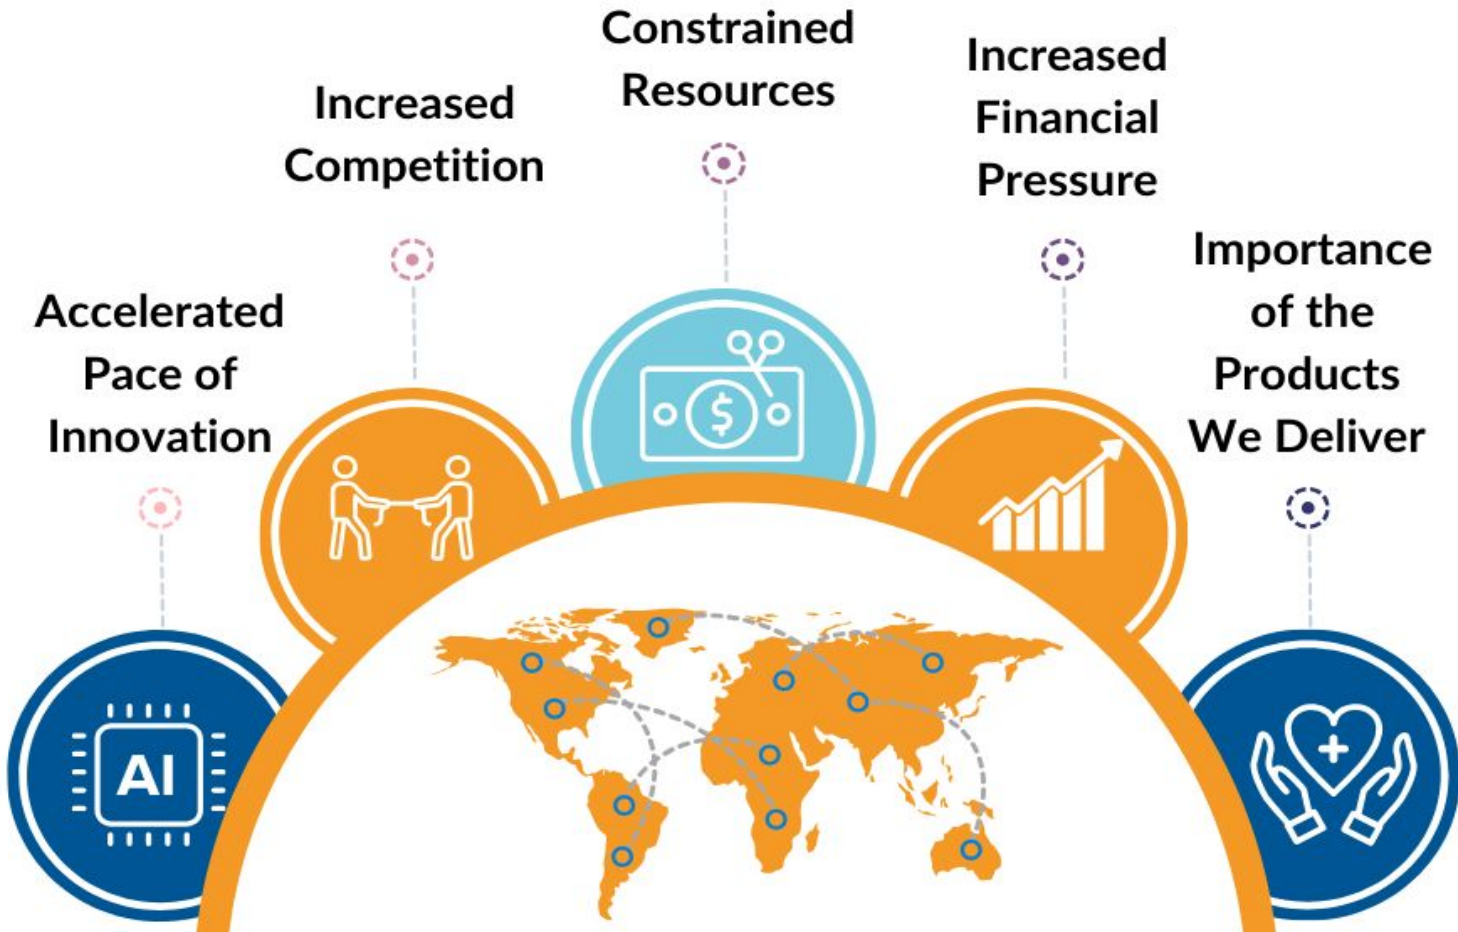 Accelerated
Pace of
Innovation
Increased
Competition
Constrained
Resources
Increased
Financial
Pressure
Importance
of the
Products
We Deliver
AI
$